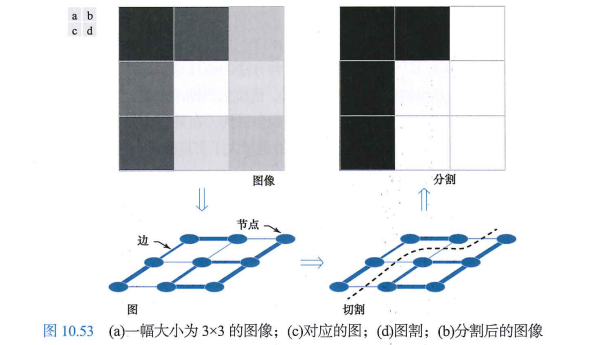 a b
c d
图像
分割
节点
边
图
切割
图 10.53 (a)一幅大小为 3×3 的图像；(c)对应的图；(d)图割；(b)分割后的图像